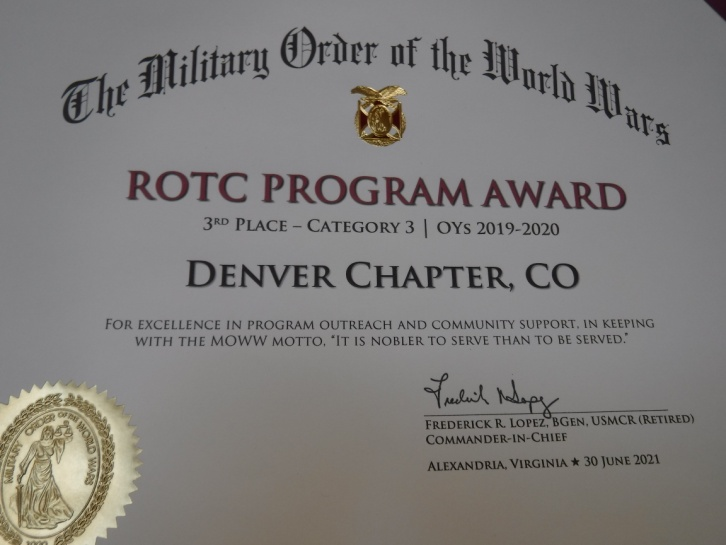 The Military Order of the World Wars
ROTC PROGRAM AWARD
3RD PLACE – CATEGORY 3 | OYS 2019-2020
DENVER CHAPTER, CO
FOR EXCELLENCE IN PROGRAM OUTREACH AND COMMUNITY SUPPORT, IN KEEPING
WITH THE MOWW MOTTO, "IT IS NOBLER TO SERVE THAN TO BE SERVED."
Fredrick R Lopez
FREDERICK R. LOPEZ, BGEN, USMCR (RETIRED)
COMMANDER-IN-CHIEF
ALEXANDRIA, VIRGINIA ★ 30 JUNE 2021
MILITARY ORDER OF THE WORLD WARS